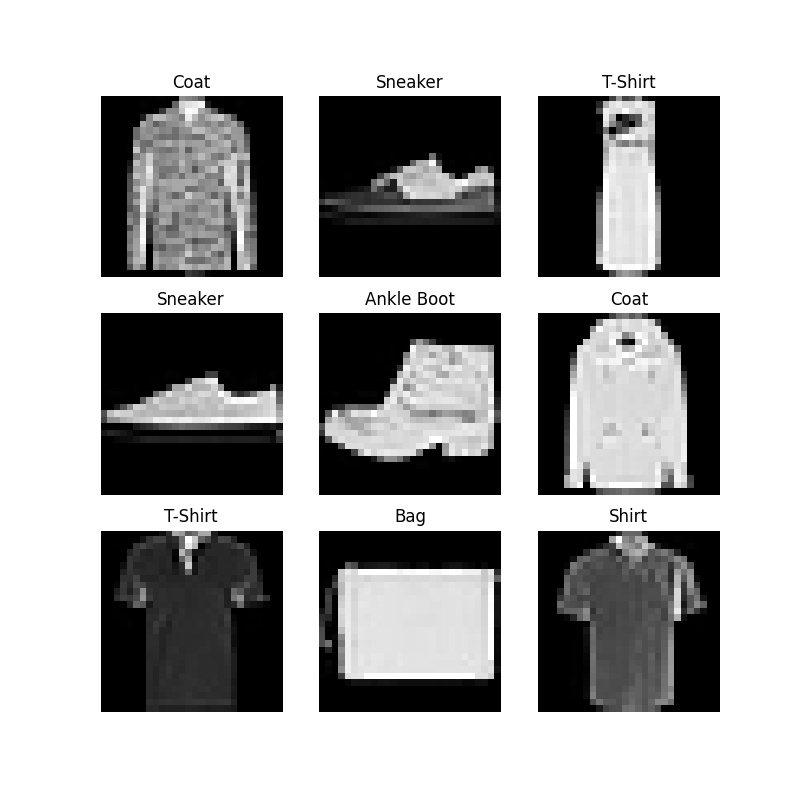 Coat
Sneaker
T-Shirt
Sneaker
Ankle Boot
Coat
T-Shirt
Bag
Shirt